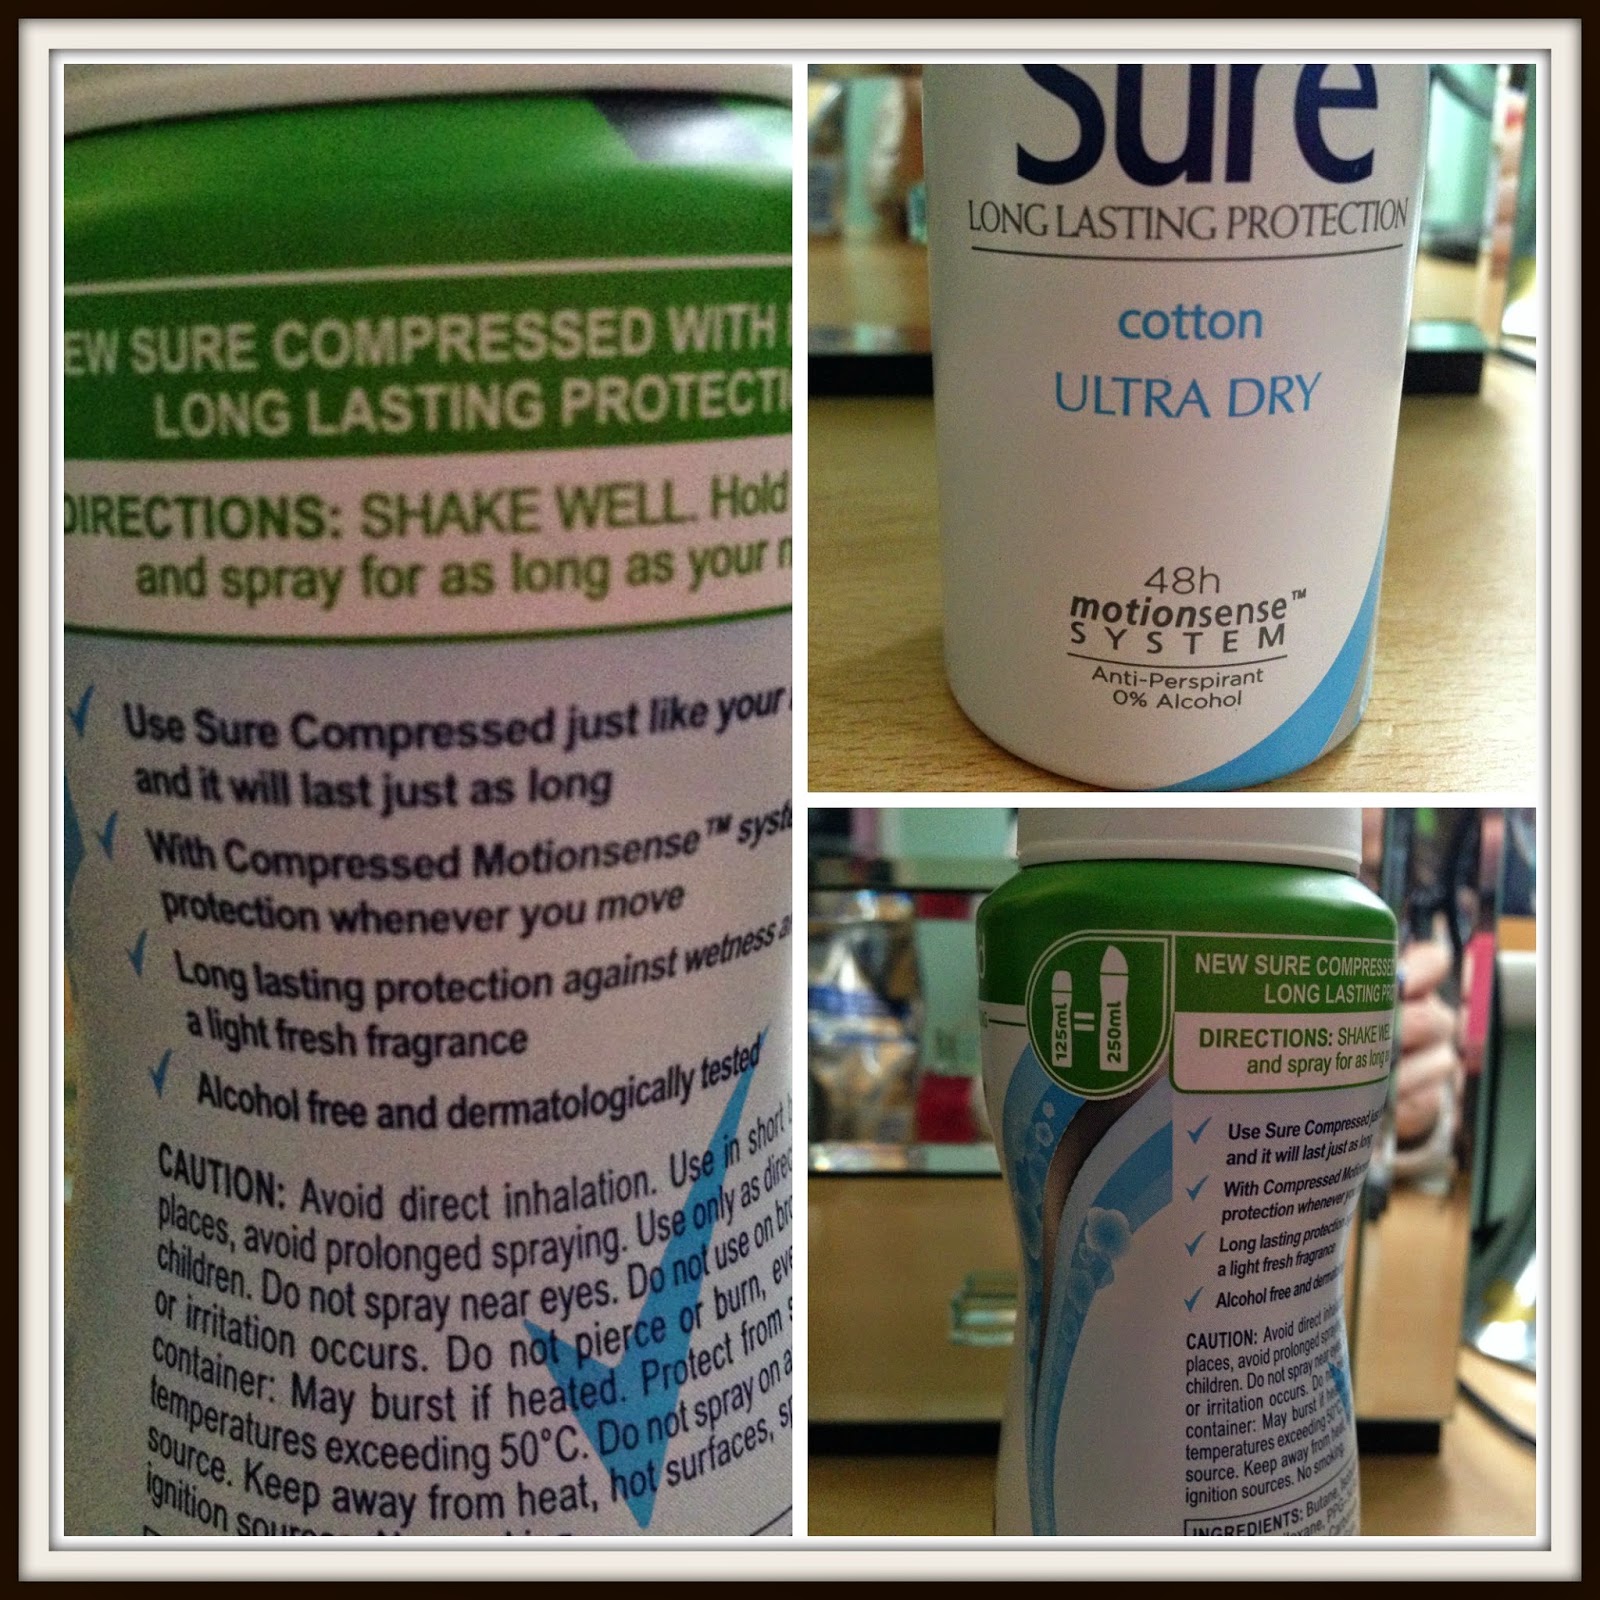 EW SURE COMPRESSED WITH
LONG LASTING PROTECTI
DIRECTIONS: SHAKE WELL. Hold
and spray for as long as your
Use Sure Compressed just like your
and it will last just as long
With Compressed Motionsense™ syste
protection whenever you move
Long lasting protection against wetness a
a light fresh fragrance
Alcohol free and dermatologically tested
CAUTION: Avoid direct inhalation. Use in short b
places, avoid prolonged spraying. Use only as direc
children. Do not spray near eyes. Do not use on bro
or irritation occurs. Do not pierce or burn, eve
container: May burst if heated. Protect from s
temperatures exceeding 50°C. Do not spray on a
source. Keep away from heat, hot surfaces, sp
ignition
Sure
LONG LASTING PROTECTION
cotton
ULTRA DRY
48h
motionsense™
SYSTEM
Anti-Perspirant
0% Alcohol
125ml = 250ml
NEW SURE COMPRESSED
LONG LASTING PR
DIRECTIONS: SHAKE WE
and spray for as long
Use Sure Compressed
and it will last just as long
With Compressed
protection whenever
Long lasting
a light fresh fragrance
Alcohol free and
CAUTION: Avoid direct
places, avoid prolonged
children. Do not spray near
or irritation occurs. Do
container: May burst if
temperatures exceeding 50°C
source. Keep away from heat,
ignition sources. No smoking.
INGREDIENTS: Butane,